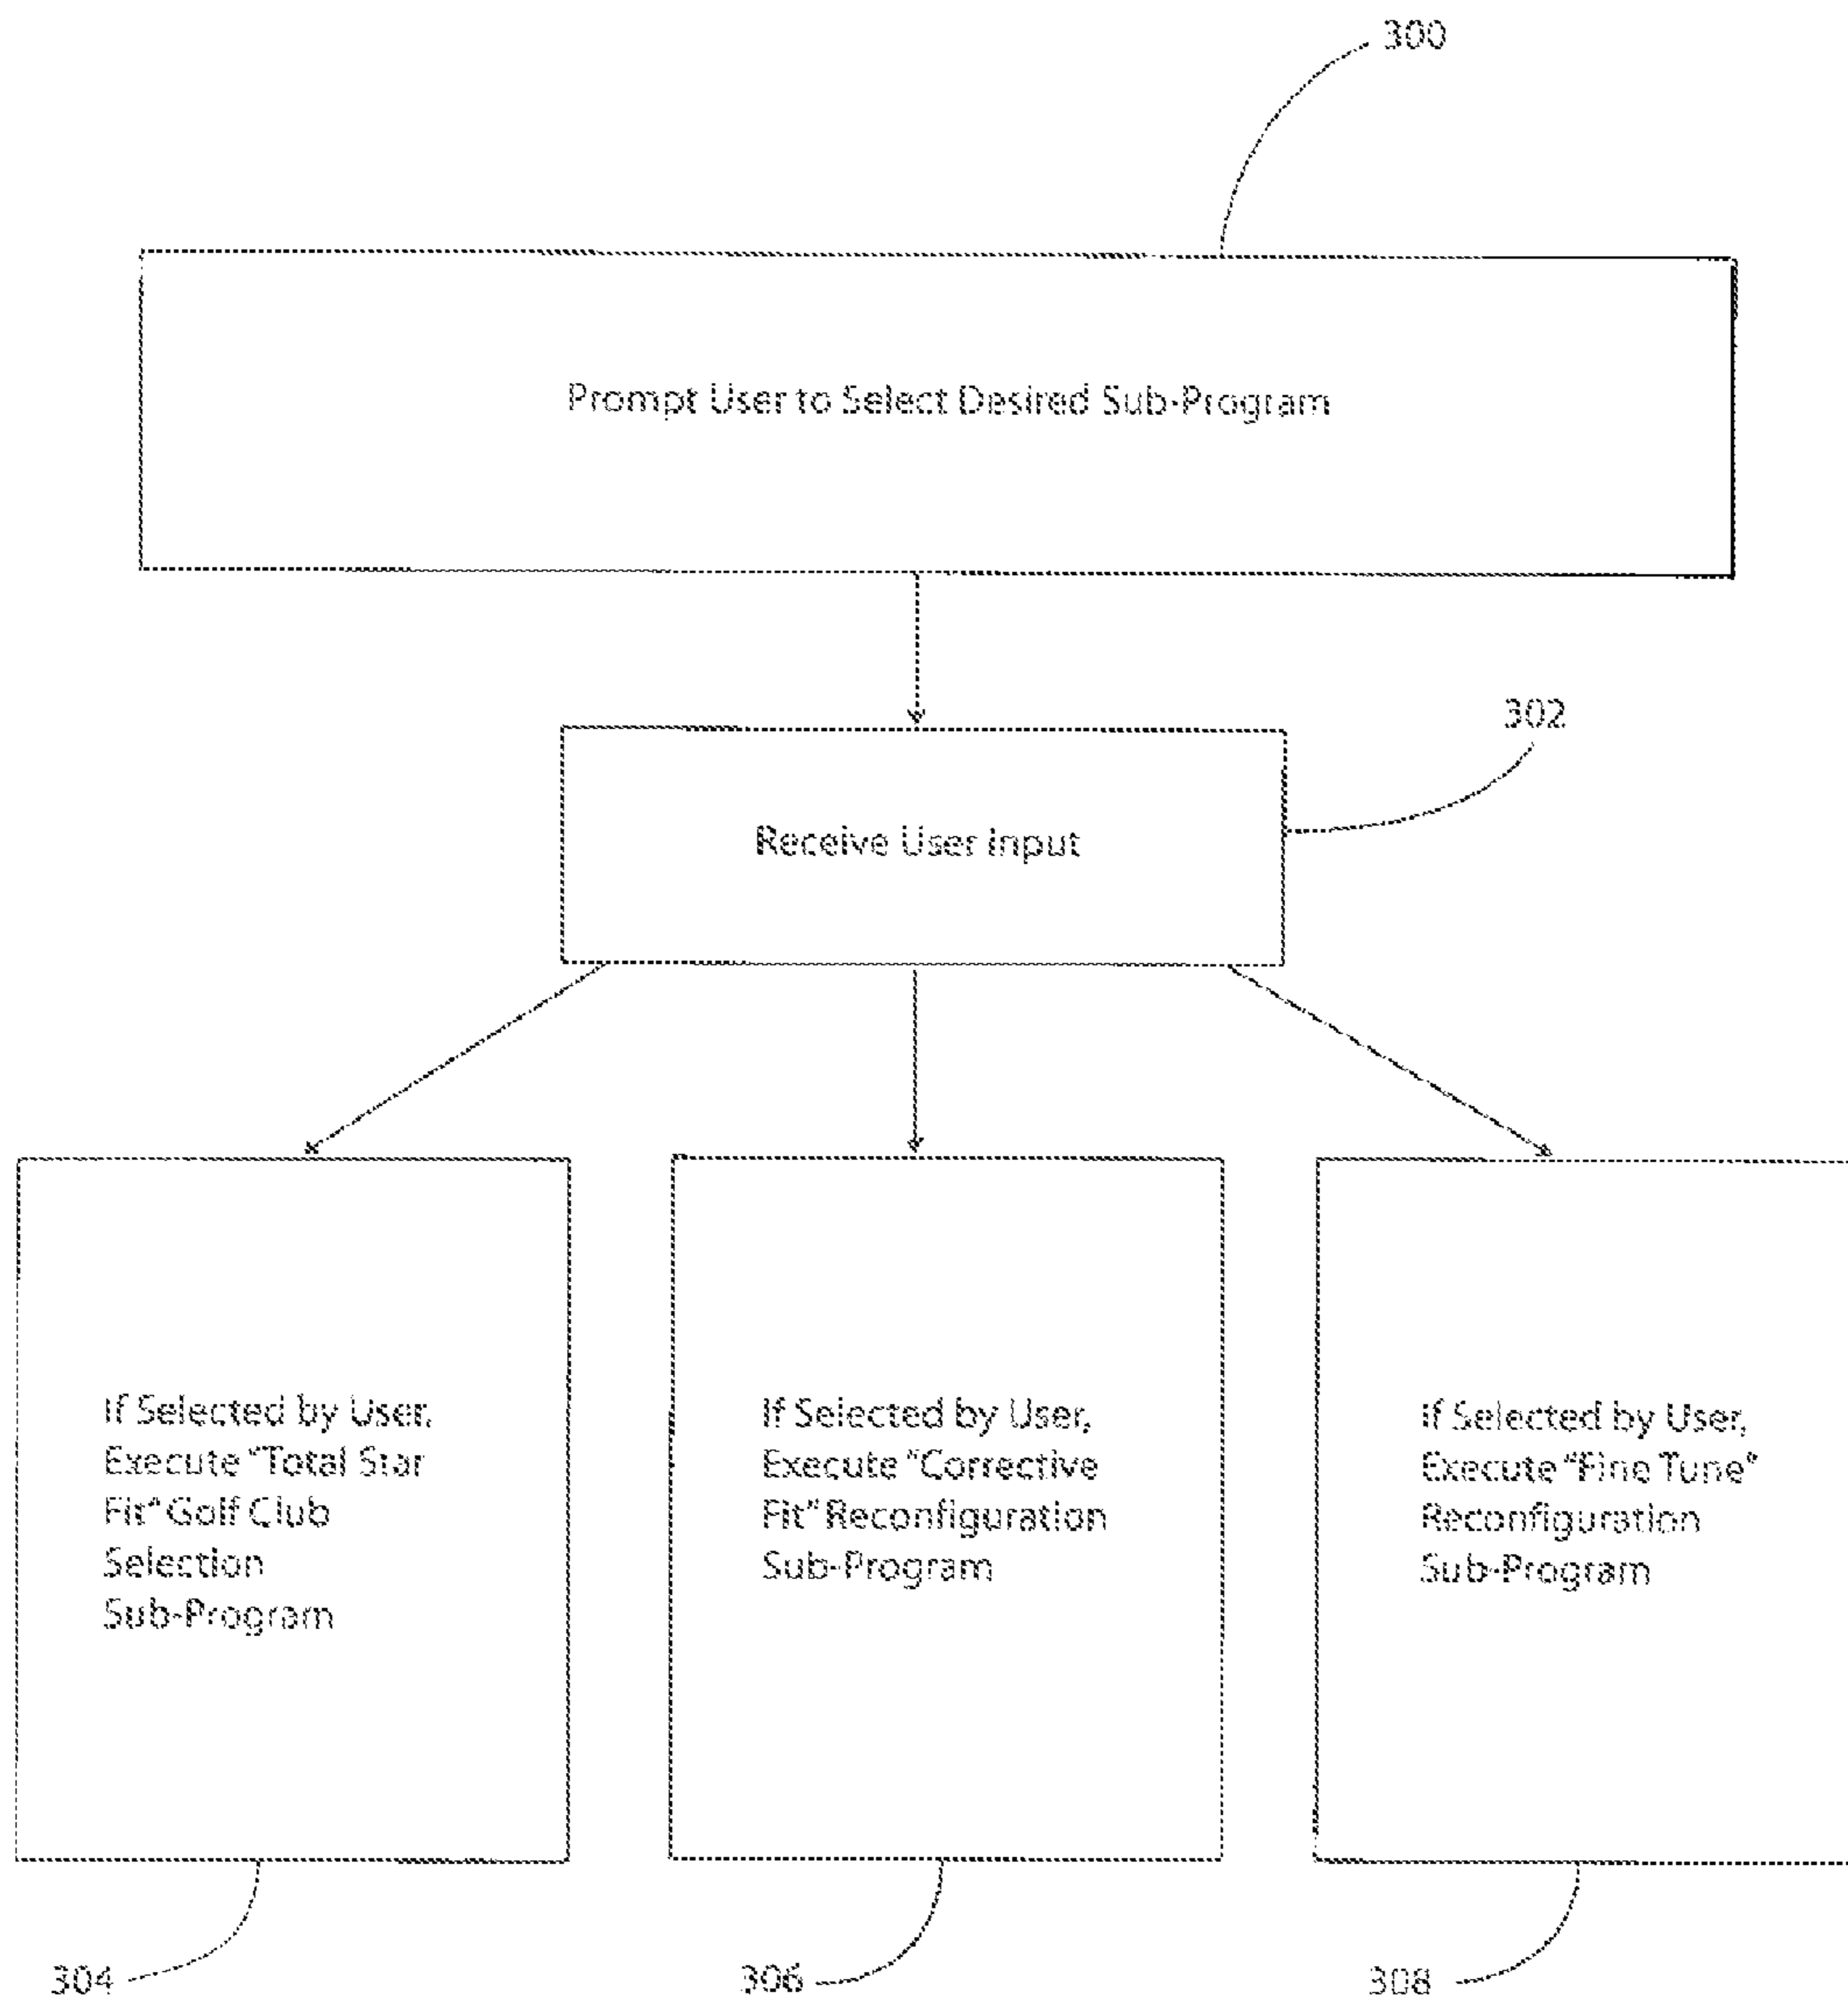 300
Prompt User to Select Desired Sub-Program
302
Receive User Input
If Selected by User,
Execute "Total Star
Fit" Golf Club
Selection
Sub-Program
If Selected by User,
Execute "Corrective
Fit" Reconfiguration
Sub-Program
If Selected by User,
Execute "Fine Tune"
Reconfiguration
Sub-Program
304
306
308